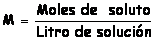 M = Moles de soluto
Litro de solución